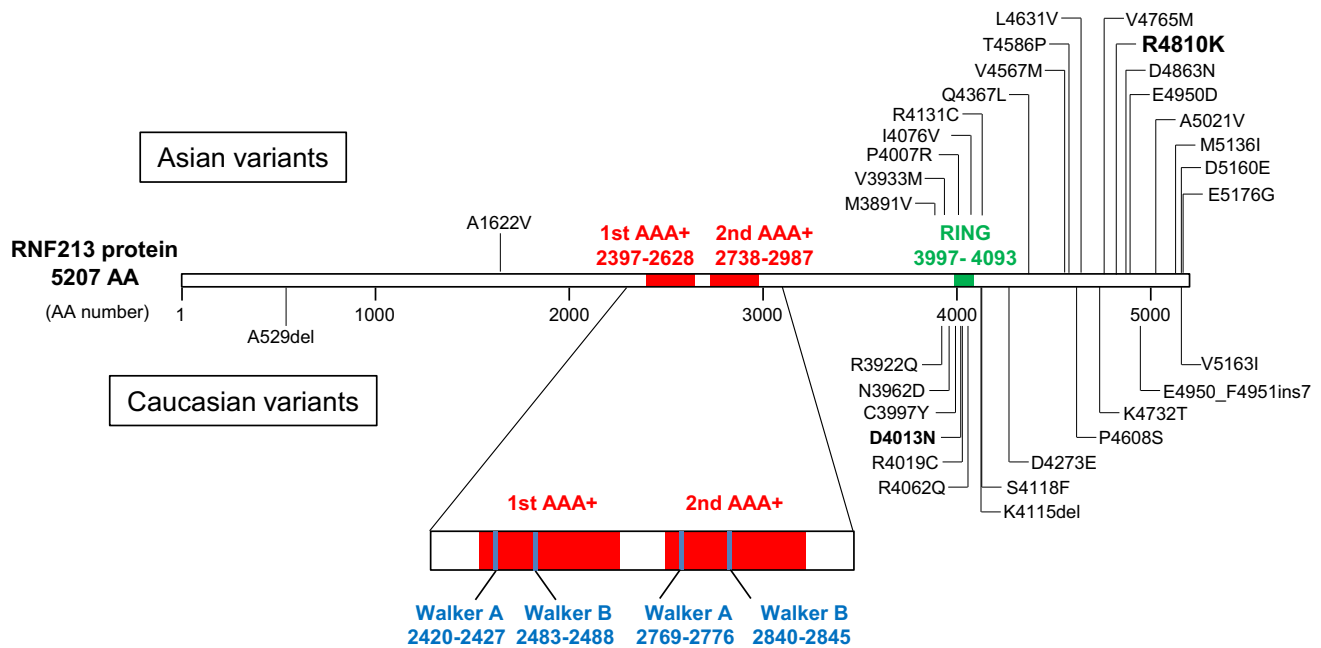 L4631V
V4765M
T4586P
R4810K
V4567M
D4863N
Q4367L
E4950D
R4131C
A5021V
I4076V
M5136I
P4007R
D5160E
V3933M
E5176G
M3891V
Asian variants
A1622V
1st AAA+
2397-2628
2nd AAA+
2738-2987
RING
3997- 4093
RNF213 protein
5207 AA
(AA number)
1
1000
2000
3000
4000
5000
A529del
Caucasian variants
R3922Q
V5163I
N3962D
E4950_F4951ins7
C3997Y
K4732T
D4013N
P4608S
R4019C
D4273E
R4062Q
S4118F
K4115del
1st AAA+
2nd AAA+
Walker A
2420-2427
Walker B
2483-2488
Walker A
2769-2776
Walker B
2840-2845